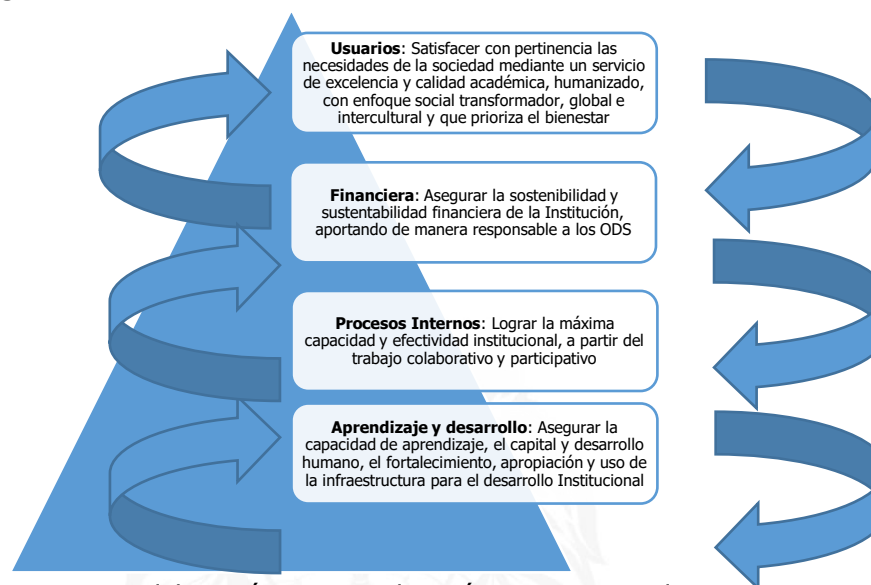 Usuarios: Satisfacer con pertinencia las
necesidades de la sociedad mediante un servicio
de excelencia y calidad académica, humanizado,
con enfoque social transformador, global e
intercultural y que prioriza el bienestar
Financiera: Asegurar la sostenibilidad y
sustentabilidad financiera de la Institución,
aportando de manera responsable a los ODS
Procesos Internos: Lograr la máxima
capacidad y efectividad institucional, a partir del
trabajo colaborativo y participativo
Aprendizaje y desarrollo: Asegurar la
capacidad de aprendizaje, el capital y desarrollo
humano, el fortalecimiento, apropiación y uso de
la infraestructura para el desarrollo Institucional